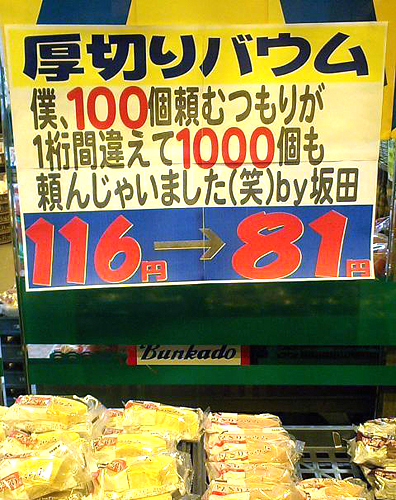 厚切りバウム
僕、100個頼むつもりが
1桁間違えて1000個も
頼んじゃいました(笑)by坂田
116円→81円
Bunkado